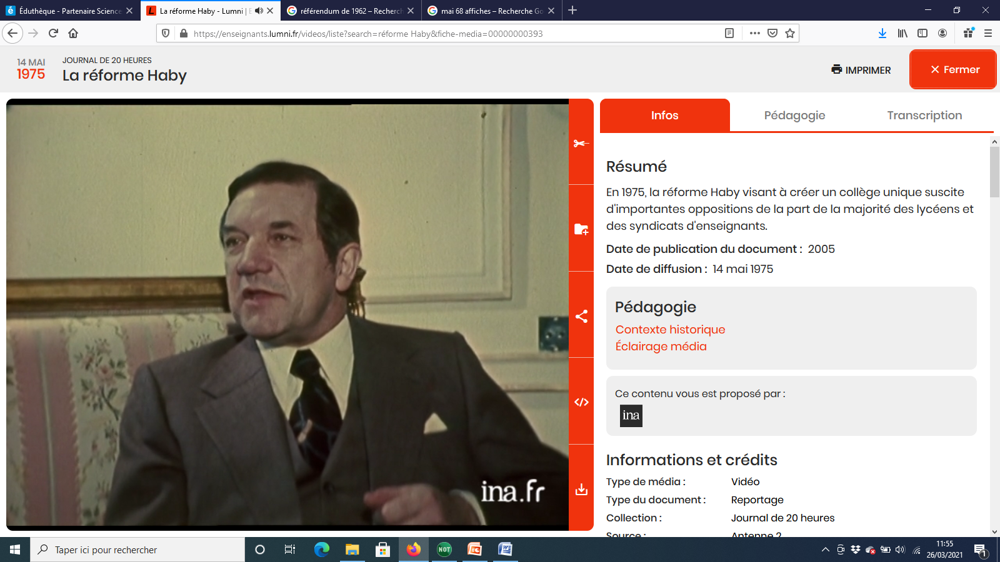 Éduthèque - Partenaire Science
La réforme Haby - Lumni | E
référendum de 1962 – Recherch
mai 68 affiches – Recherche Go
https://enseignants.lumni.fr/videos/liste?search=réforme Haby&fiche-media=00000000393
14 MAI
1975
JOURNAL DE 20 HEURES
La réforme Haby
IMPRIMER
Fermer
ina.fr
Infos
Pédagogie
Transcription
Résumé
En 1975, la réforme Haby visant à créer un collège unique suscite
d'importantes oppositions de la part de la majorité des lycéens et
des syndicats d'enseignants.
Date de publication du document : 2005
Date de diffusion : 14 mai 1975
Pédagogie
Contexte historique
Éclairage média
Ce contenu vous est proposé par :
ina
Informations et crédits
Type de média : Vidéo
Type du document : Reportage
Collection : Journal de 20 heures
Source : Antenne 2
Taper ici pour rechercher
NOT
11:55
26/03/2021
1